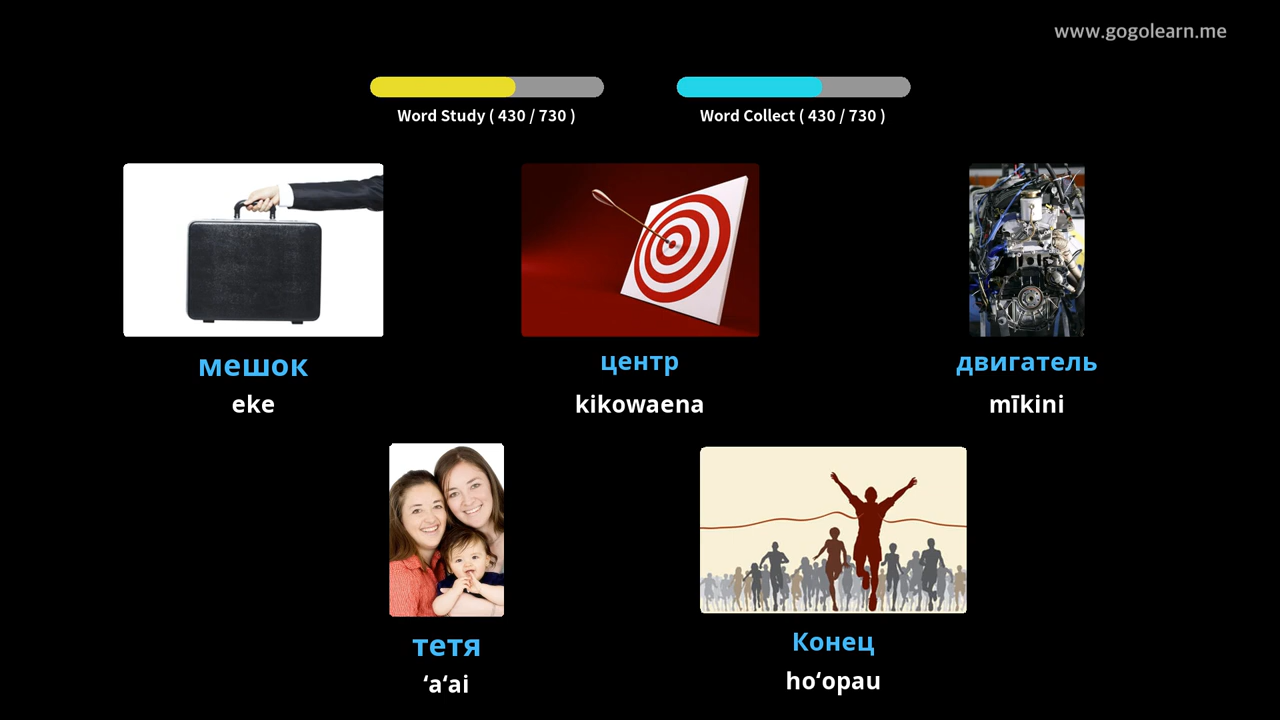 www.gogolearn.me
Word Study ( 430 / 730 )
Word Collect ( 430 / 730 )
мешок
eke
центр
kikowaena
двигатель
mīkini
тетя
ʻaʻai
Конец
hoʻopau